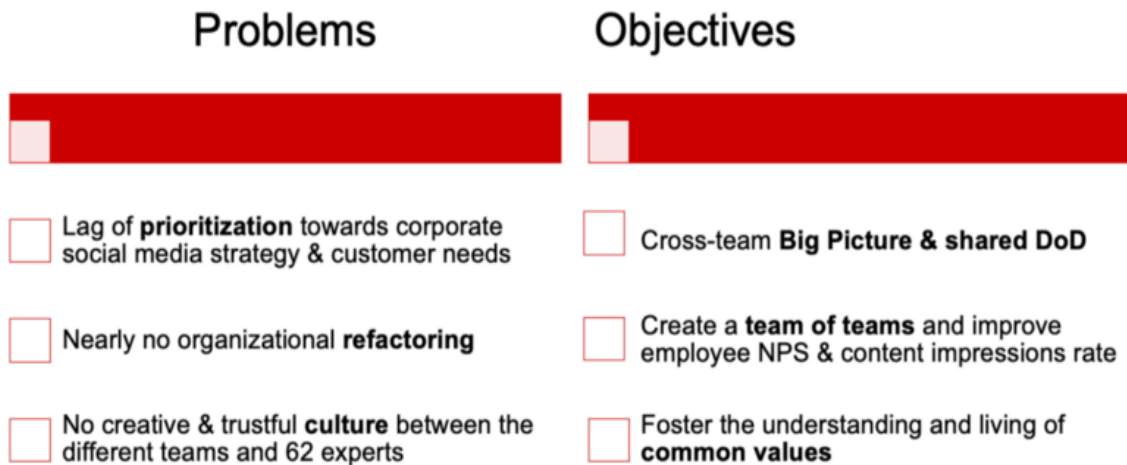 Problems
Objectives
Lag of prioritization towards corporate
social media strategy & customer needs
Nearly no organizational refactoring
No creative & trustful culture between the
different teams and 62 experts
Cross-team Big Picture & shared DoD
Create a team of teams and improve
employee NPS & content impressions rate
Foster the understanding and living of
common values